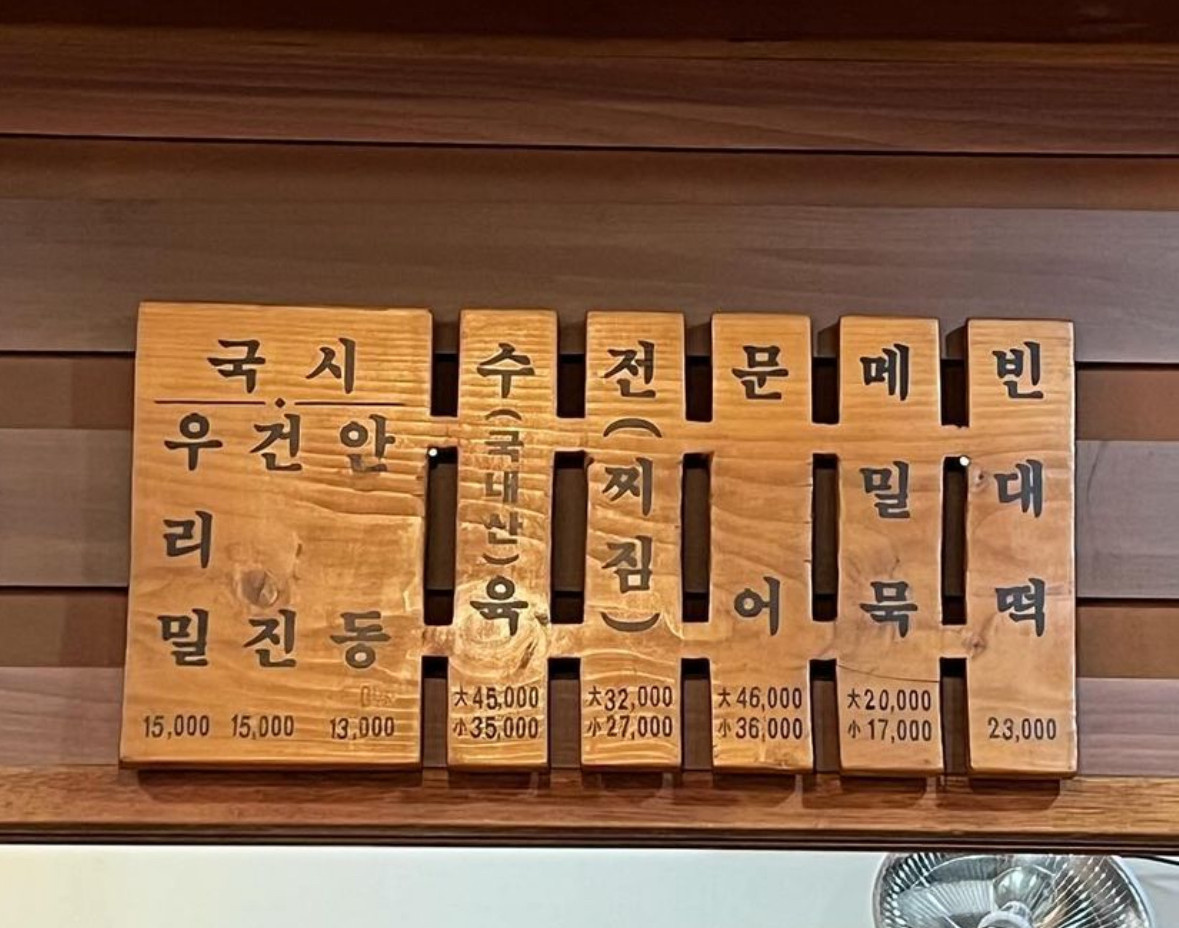 국시
우리밀 15,000
건진 15,000
안동 13,000
수(국내산)육
大45,000
小35,000
전(찌짐)
大32,000
小27,000
문어
大46,000
小36,000
메밀묵
大20,000
小17,000
빈대떡
23,000